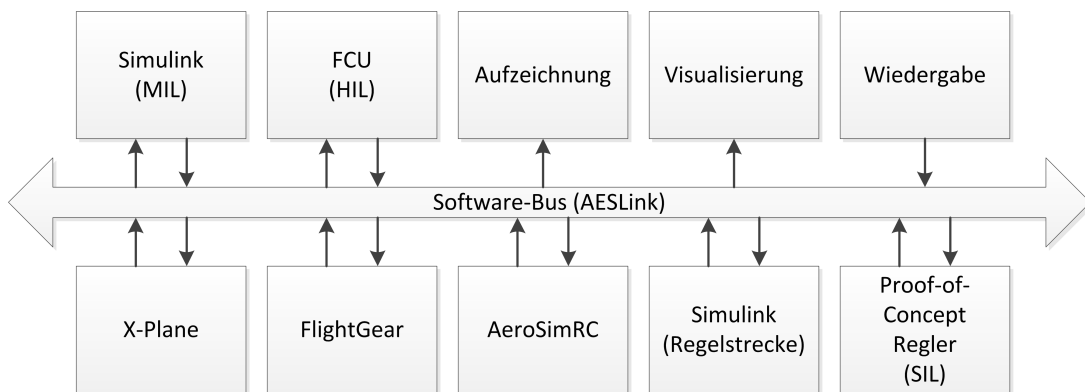 Simulink
(MIL)
FCU
(HIL)
Aufzeichnung
Visualisierung
Wiedergabe
Software-Bus (AESLink)
X-Plane
FlightGear
AeroSimRC
Simulink
(Regelstrecke)
Proof-of-
Concept
Regler
(SIL)